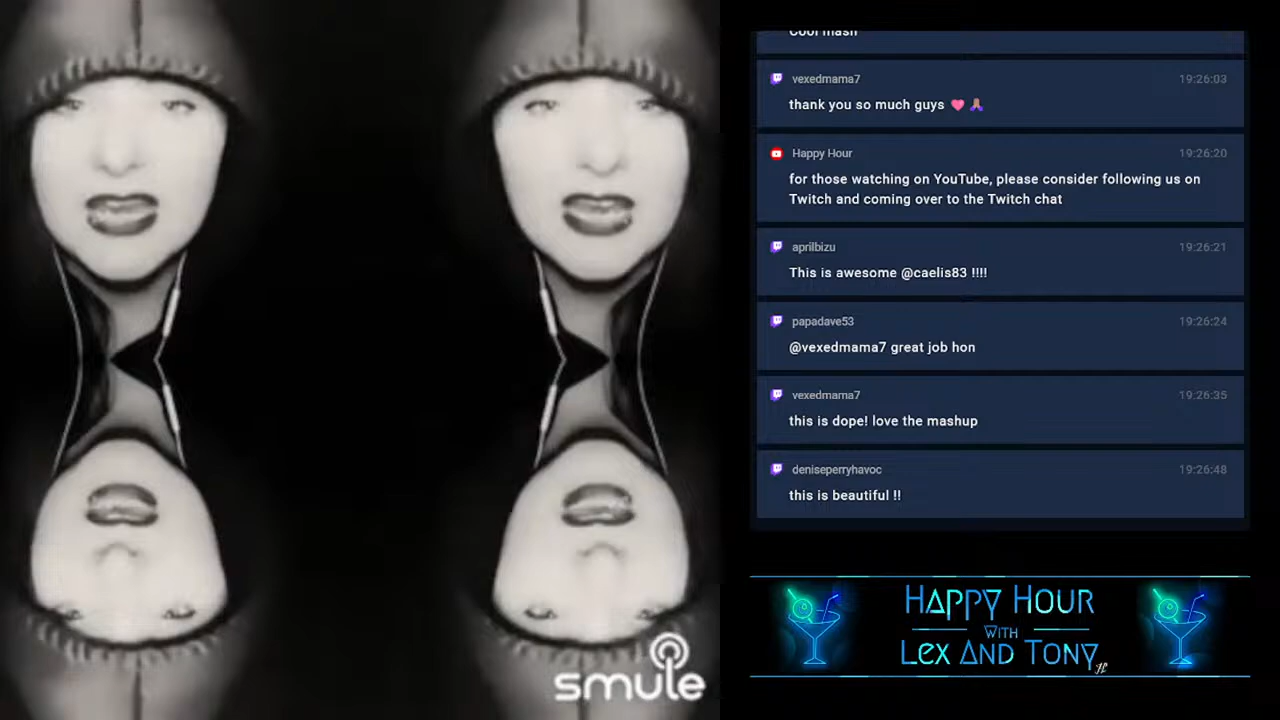 Cool mash
vexedmama7 19:26:03
thank you so much guys 💗 🙏🏽
Happy Hour 19:26:20
for those watching on YouTube, please consider following us on
Twitch and coming over to the Twitch chat
aprilbizu 19:26:21
This is awesome @caelis83 !!!!
papadave53 19:26:24
@vexedmama7 great job hon
vexedmama7 19:26:35
this is dope! love the mashup
deniseperryhavoc 19:26:48
this is beautiful !!
smule
Happy Hour
with
Lex And Tony